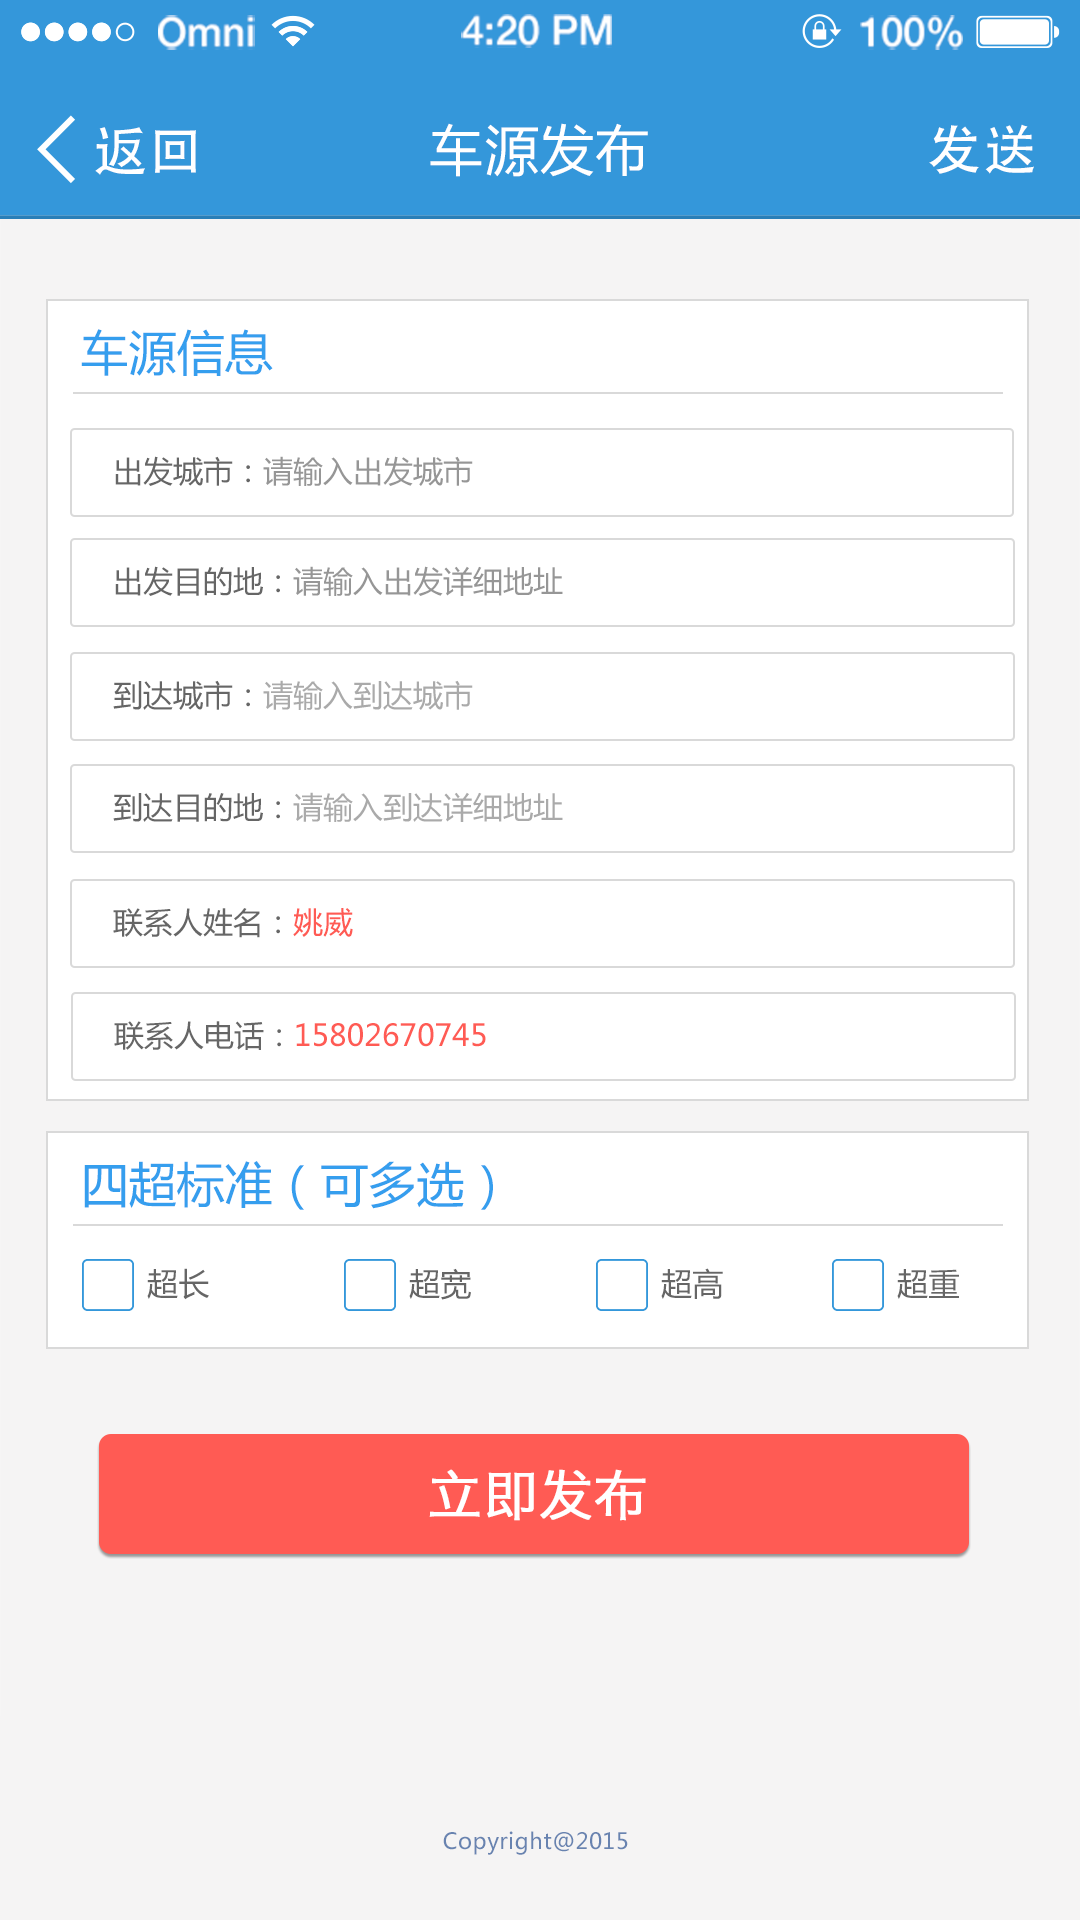 Omni 4:20 PM 100%
返回 车源发布 发送
车源信息
出发城市：请输入出发城市
出发目的地：请输入出发详细地址
到达城市：请输入到达城市
到达目的地：请输入到达详细地址
联系人姓名：姚威
联系人电话：15802670745
四超标准（可多选）
超长 超宽 超高 超重
立即发布
Copyright@2015